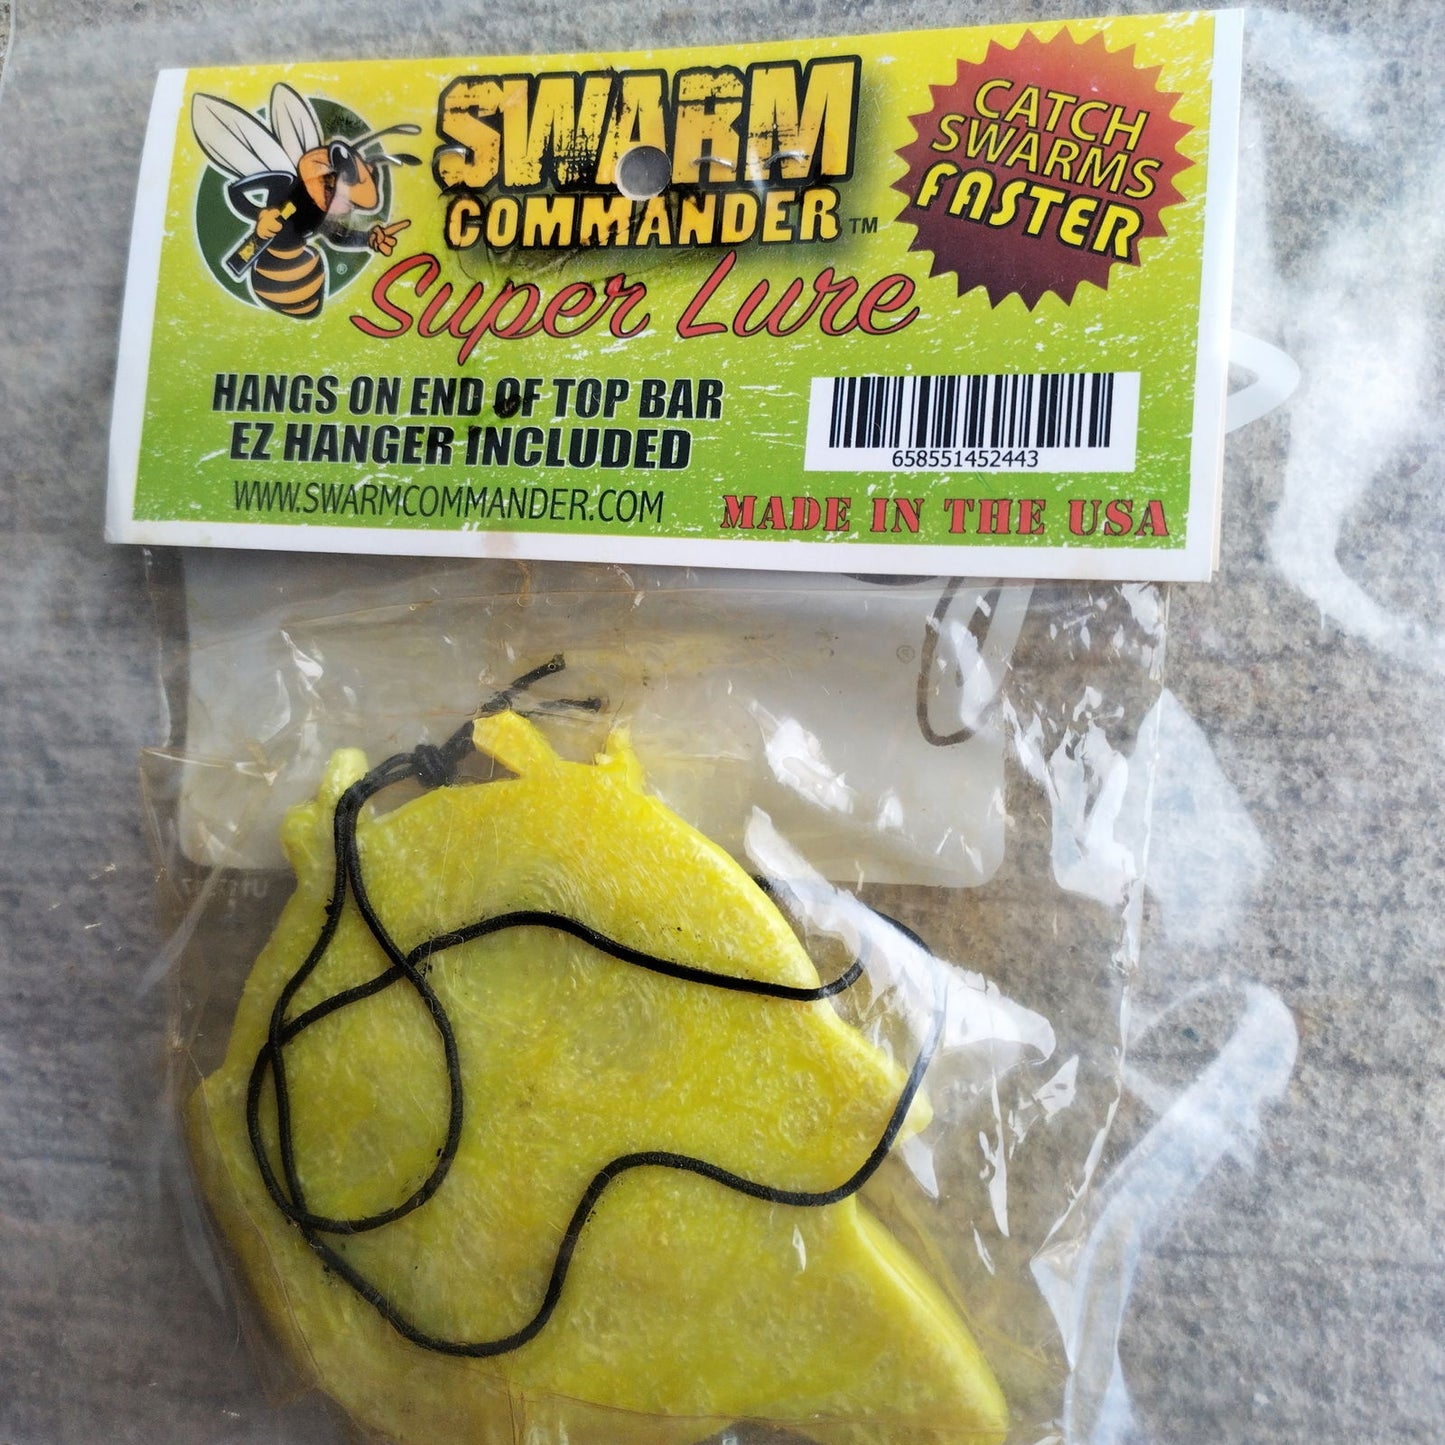 SWARM
COMMANDER™
Super Lure
CATCH
SWARMS
FASTER
HANGS ON END OF TOP BAR
EZ HANGER INCLUDED
WWW.SWARMCOMMANDER.COM
658551452443
MADE IN THE USA